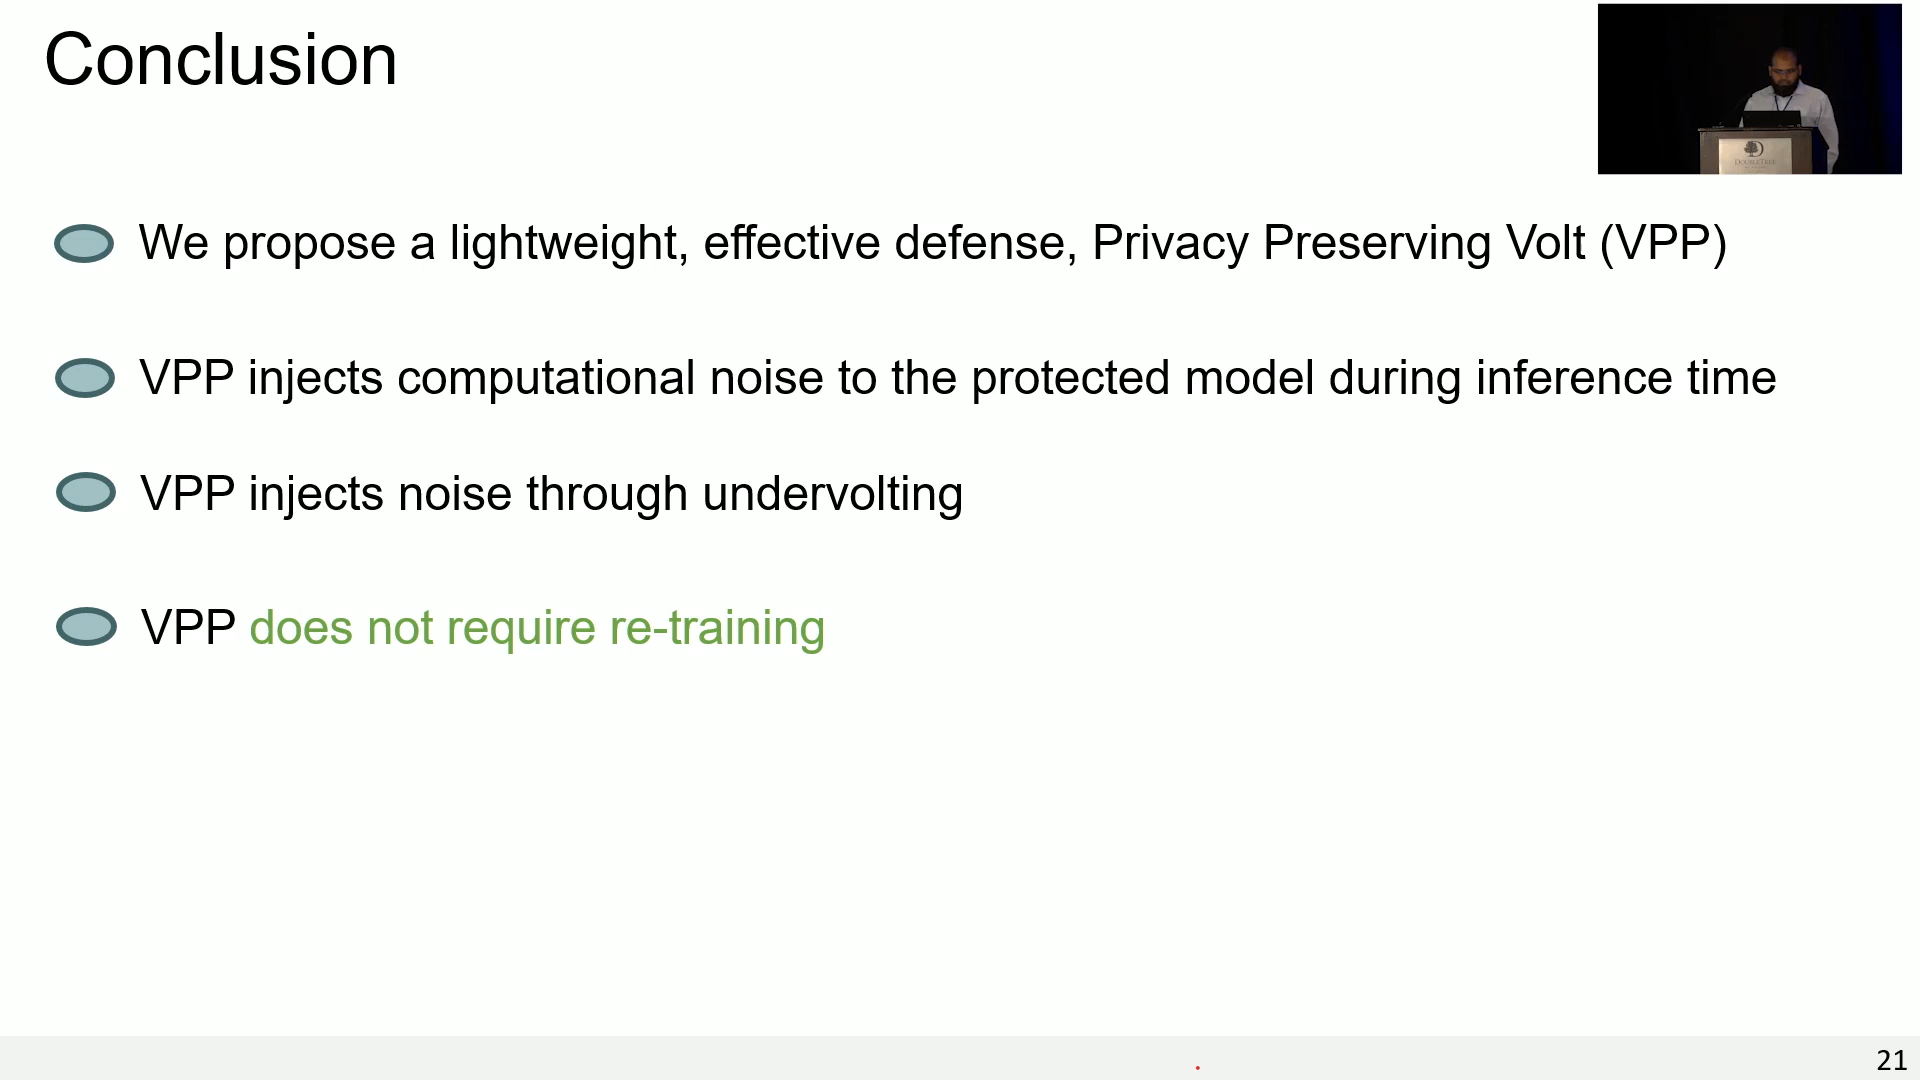 Conclusion
We propose a lightweight, effective defense, Privacy Preserving Volt (VPP)
VPP injects computational noise to the protected model during inference time
VPP injects noise through undervolting
VPP does not require re-training
DOUBLETREE
21